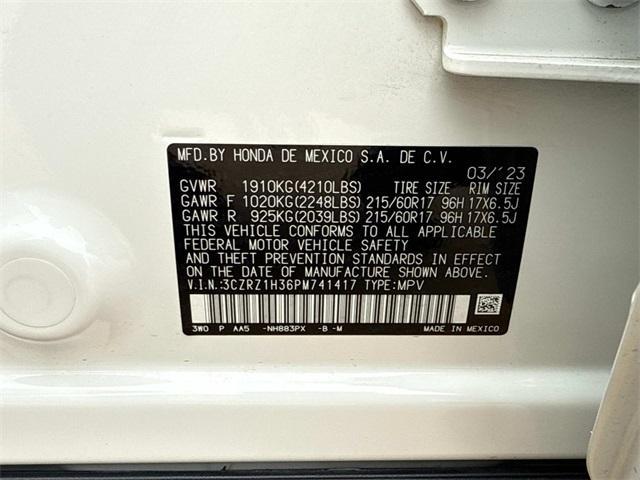 MFD.BY HONDA DE MEXICO S.A. DE C.V.
03/'23
GVWR 1910KG(4210LBS) TIRE SIZE RIM SIZE
GAWR F 1020KG(2248LBS) 215/60R17 96H 17X6.5J
GAWR R 925KG(2039LBS) 215/60R17 96H 17X6.5J
THIS VEHICLE CONFORMS TO ALL APPLICABLE
FEDERAL MOTOR VEHICLE SAFETY
AND THEFT PREVENTION STANDARDS IN EFFECT
ON THE DATE OF MANUFACTURE SHOWN ABOVE.
V.I.N.:3CZRZ1H36PM741417 TYPE:MPV
3W0 P AA5 -NH883PX -B -M MADE IN MEXICO